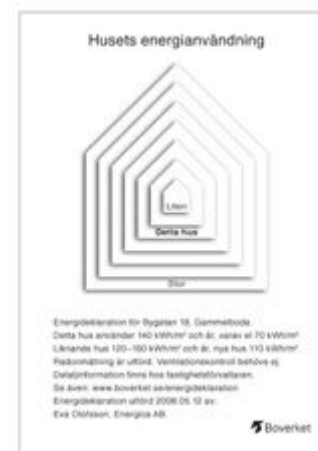 Husets energianvändning
Liten
Detta hus
Stor
Energideklaration för Bygatan 18, Gammelboda.
Detta hus använder 140 kWh/m² och år, varav el 70 kWh/m².
Liknande hus 120–160 kWh/m² och år, nya hus 110 kWh/m².
Radonmätning är utförd. Ventilationskontroll behövs ej.
Detaljinformation finns hos fastighetsförvaltaren.
Se även: www.boverket.se/energideklaration
Energideklaration utförd 2008.05.12 av:
Eva Olofsson, Energica AB.
Boverket